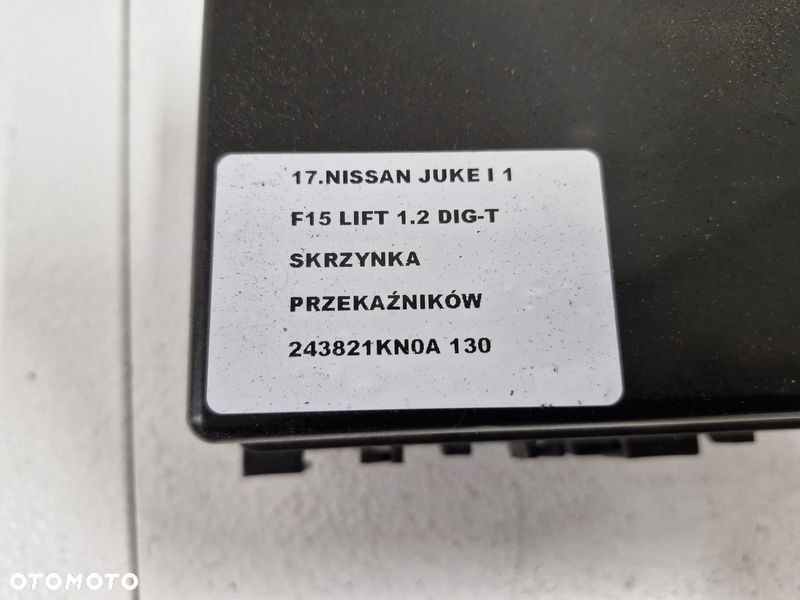 17.NISSAN JUKE I 1
F15 LIFT 1.2 DIG-T
SKRZYNKA
PRZEKAŹNIKÓW
243821KN0A 130
OTOMOTO